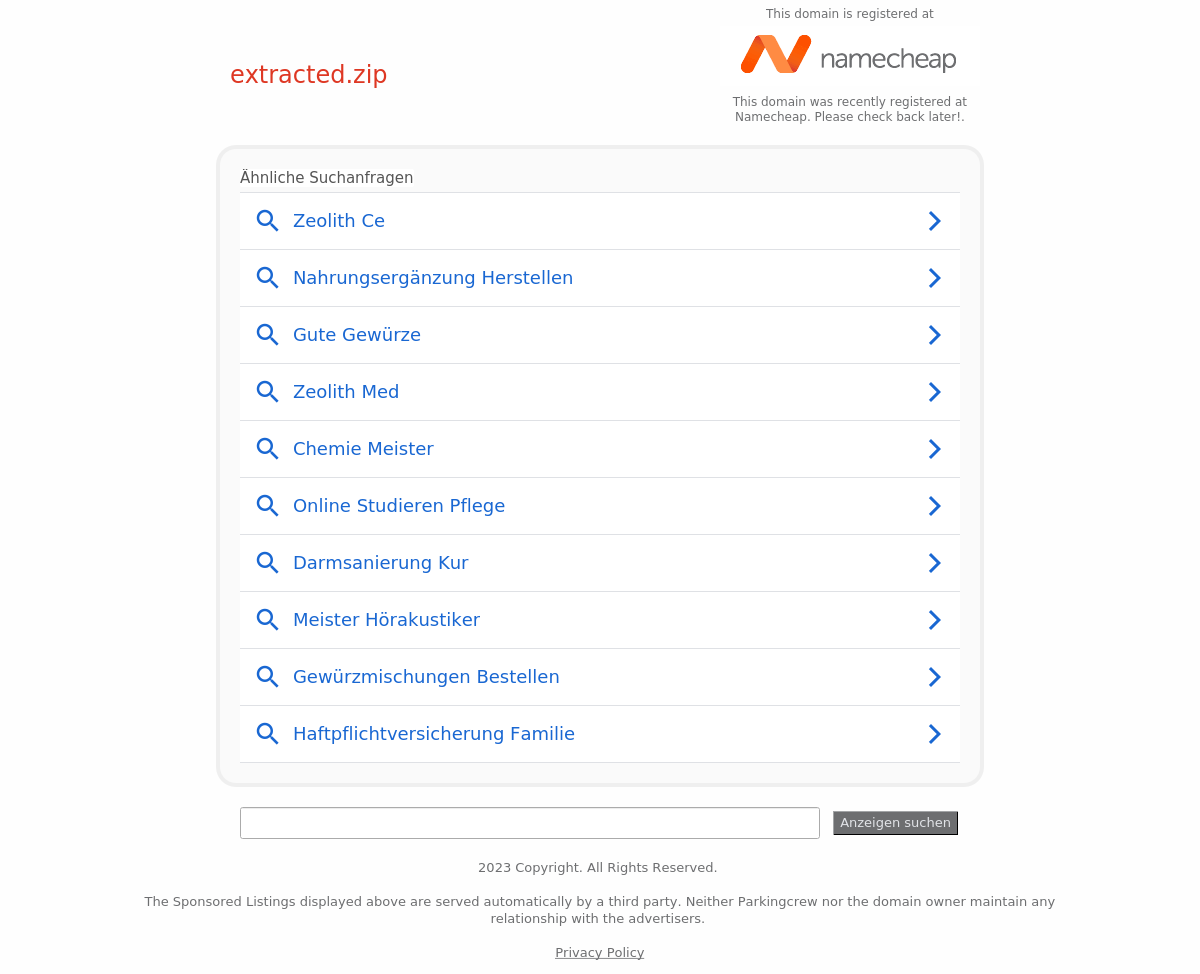 This domain is registered at
namecheap
extracted.zip
This domain was recently registered at
Namecheap. Please check back later!.
Ähnliche Suchanfragen
Zeolith Ce
Nahrungsergänzung Herstellen
Gute Gewürze
Zeolith Med
Chemie Meister
Online Studieren Pflege
Darmsanierung Kur
Meister Hörakustiker
Gewürzmischungen Bestellen
Haftpflichtversicherung Familie
Anzeigen suchen
2023 Copyright. All Rights Reserved.
The Sponsored Listings displayed above are served automatically by a third party. Neither Parkingcrew nor the domain owner maintain any
relationship with the advertisers.
Privacy Policy